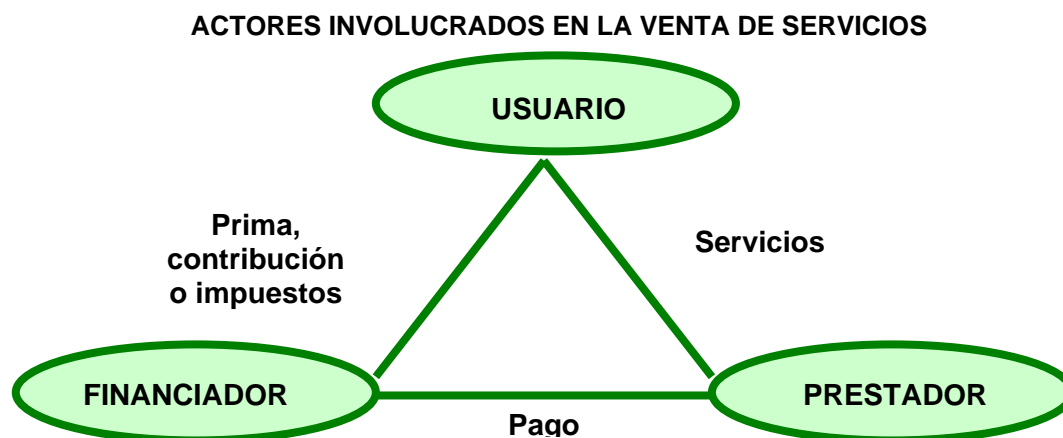 ACTORES INVOLUCRADOS EN LA VENTA DE SERVICIOS
USUARIO
Prima,
contribución
o impuestos
Servicios
FINANCIADOR
PRESTADOR
Pago